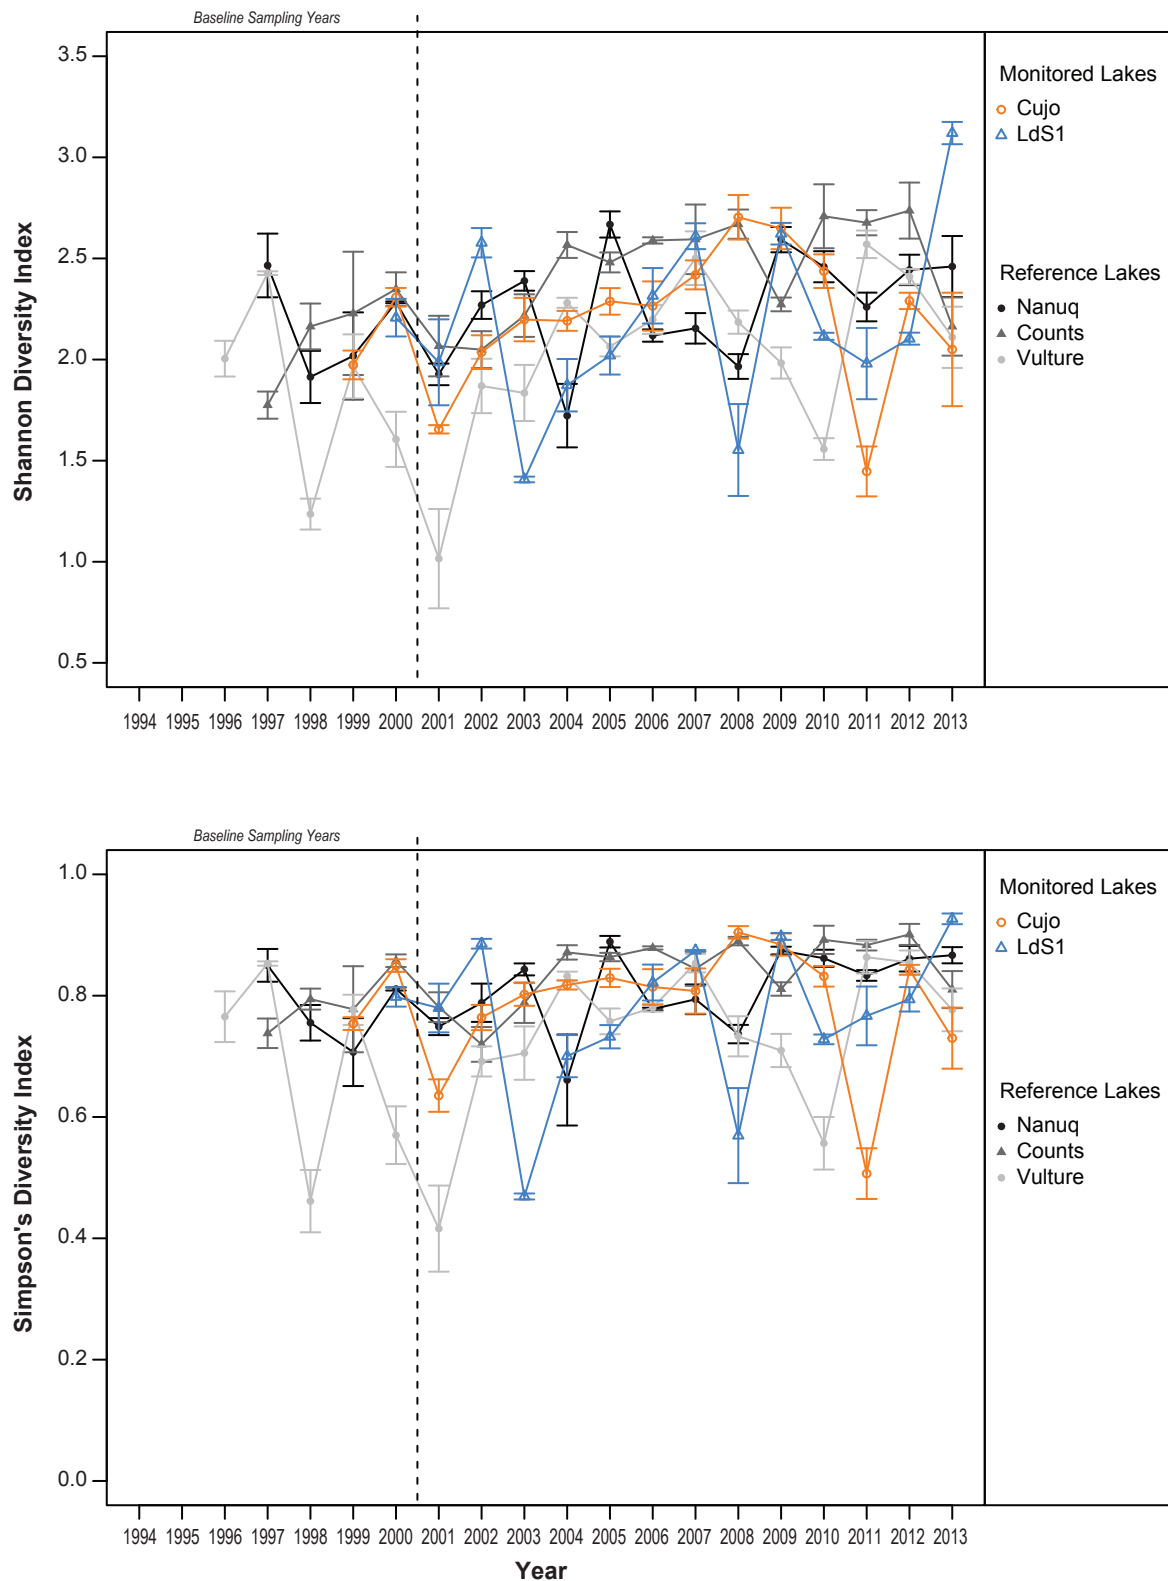 Baseline Sampling Years
Shannon Diversity Index
3.5
3.0
2.5
2.0
1.5
1.0
0.5
1994 1995 1996 1997 1998 1999 2000 2001 2002 2003 2004 2005 2006 2007 2008 2009 2010 2011 2012 2013
Monitored Lakes
Cujo
LdS1
Reference Lakes
Nanuq
Counts
Vulture
Baseline Sampling Years
Simpson's Diversity Index
1.0
0.8
0.6
0.4
0.2
0.0
1994 1995 1996 1997 1998 1999 2000 2001 2002 2003 2004 2005 2006 2007 2008 2009 2010 2011 2012 2013
Year
Monitored Lakes
Cujo
LdS1
Reference Lakes
Nanuq
Counts
Vulture